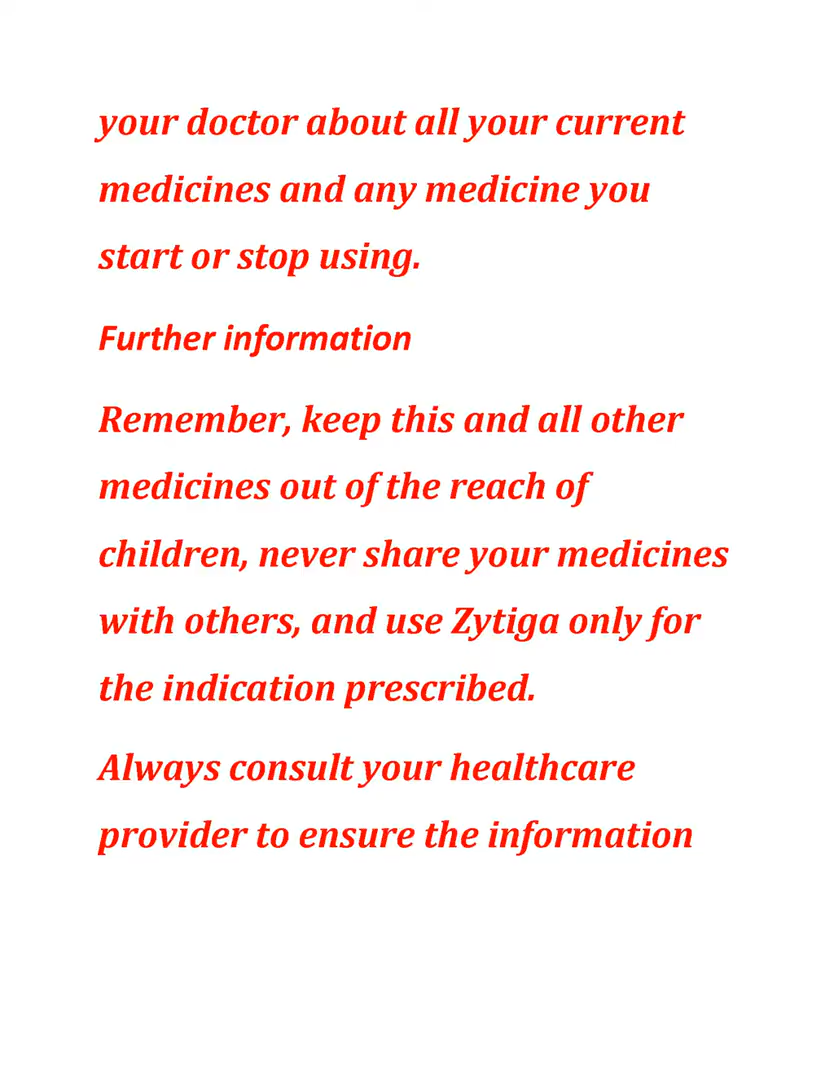 your doctor about all your current
medicines and any medicine you
start or stop using.
Further information
Remember, keep this and all other
medicines out of the reach of
children, never share your medicines
with others, and use Zytiga only for
the indication prescribed.
Always consult your healthcare
provider to ensure the information